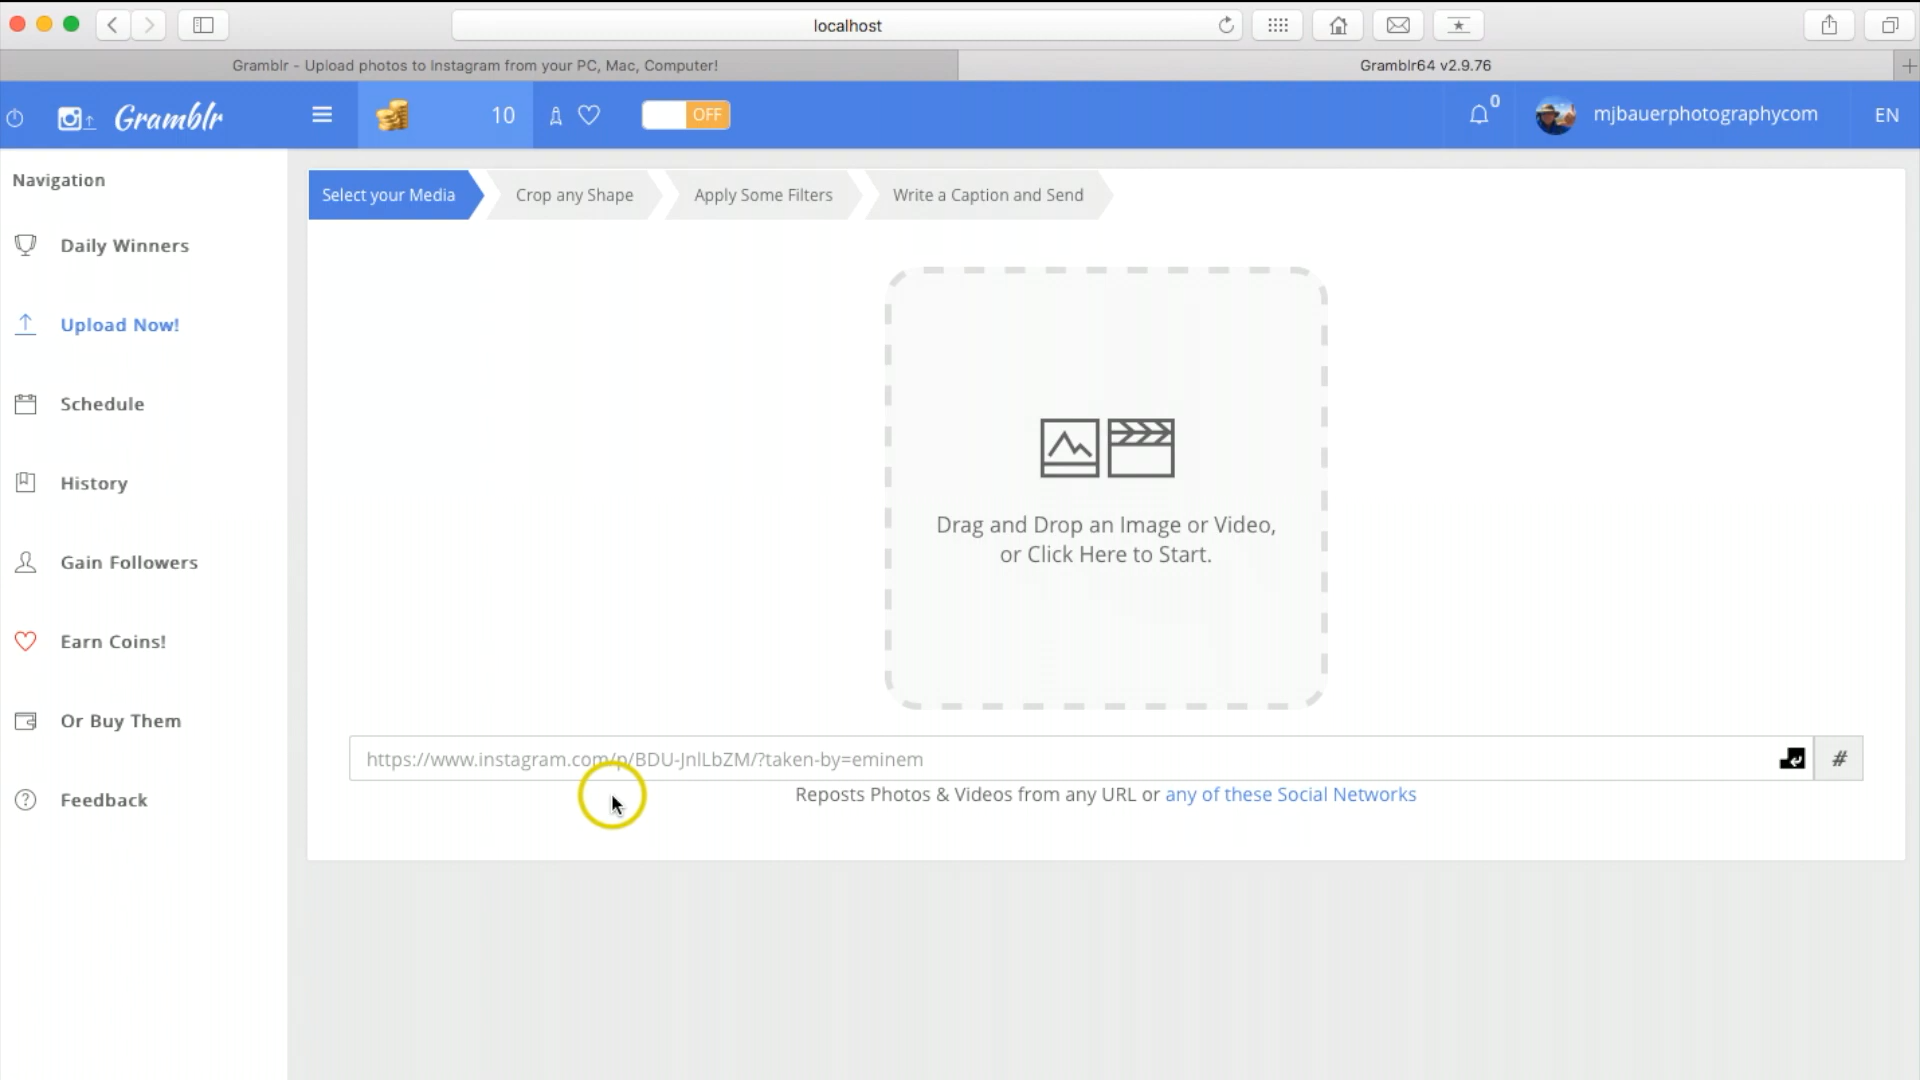 localhost
Gramblr - Upload photos to Instagram from your PC, Mac, Computer!
Gramblr64 v2.9.76
Gramblr
10
OFF
0
mjbauerphotographycom
EN
Navigation
Daily Winners
Upload Now!
Schedule
History
Gain Followers
Earn Coins!
Or Buy Them
Feedback
Select your Media
Crop any Shape
Apply Some Filters
Write a Caption and Send
Drag and Drop an Image or Video,
or Click Here to Start.
https://www.instagram.com/p/BDU-JnlLbZM/?taken-by=eminem
#
Reposts Photos & Videos from any URL or any of these Social Networks